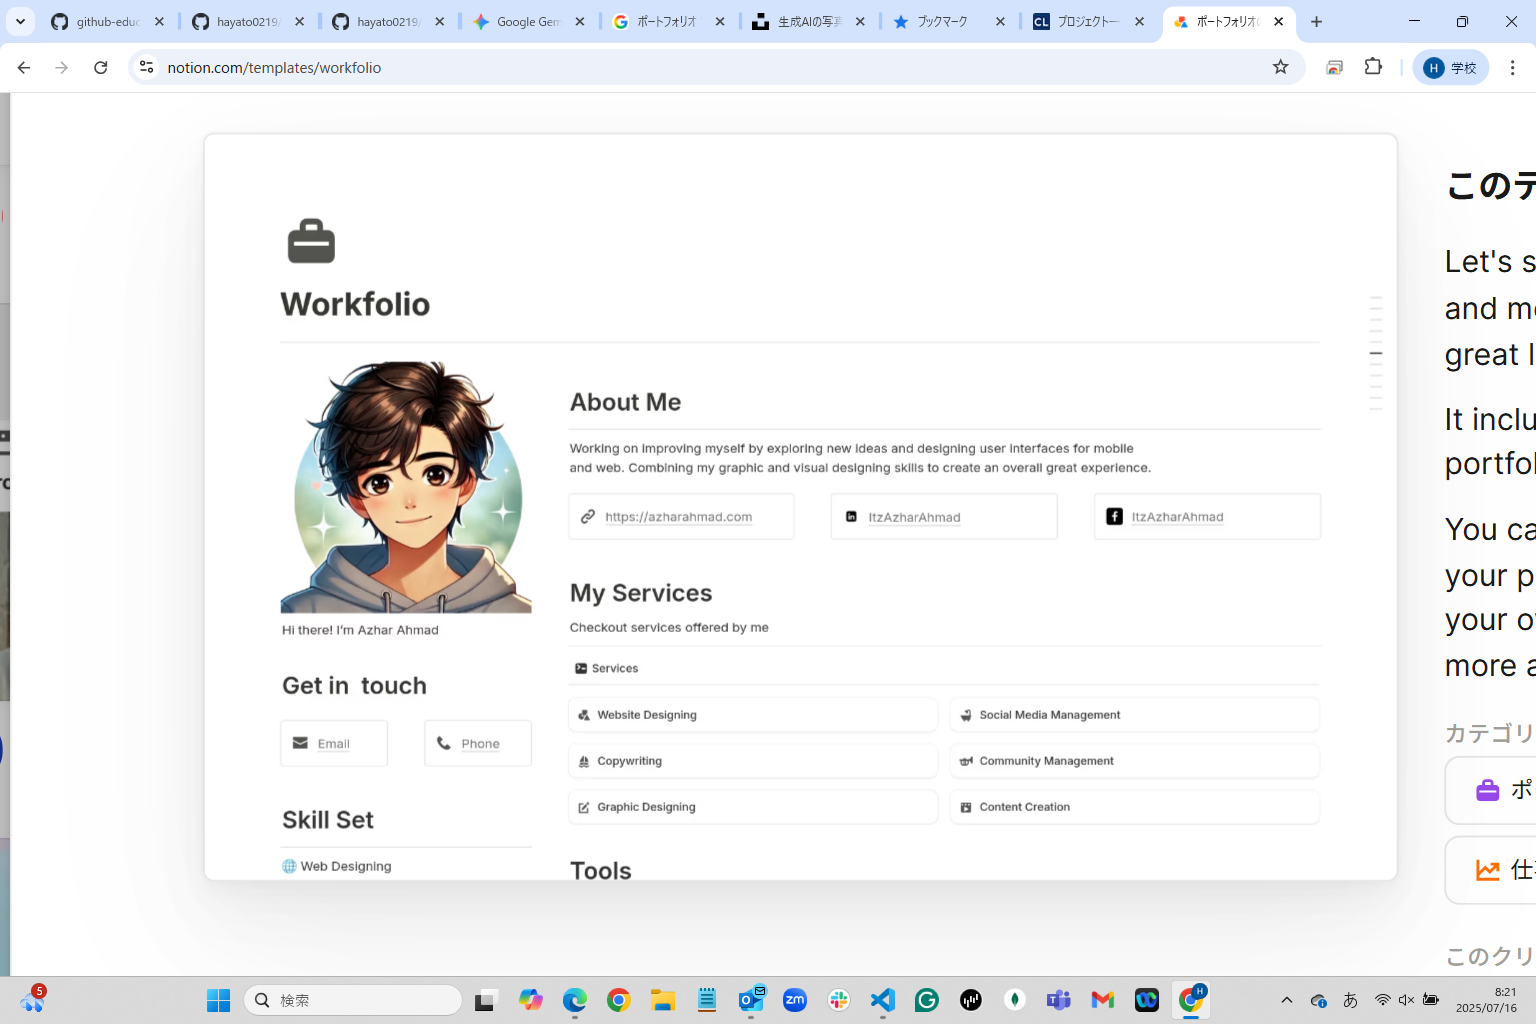 github-educ
hayato0219/
hayato0219/
Google Gem
ポートフォリオ
生成AIの写真
ブックマーク
プロジェクト一
ポートフォリオの
notion.com/templates/workfolio
H 学校
Workfolio
Hi there! I'm Azhar Ahmad
Get in touch
Email
Phone
Skill Set
Web Designing
About Me
Working on improving myself by exploring new ideas and designing user interfaces for mobile
and web. Combining my graphic and visual designing skills to create an overall great experience.
https://azharahmad.com
ItzAzharAhmad
ItzAzharAhmad
My Services
Checkout services offered by me
Services
Website Designing
Social Media Management
Copywriting
Community Management
Graphic Designing
Content Creation
Tools
このテ
Let's s
and m
great l
It inclu
portfol
You ca
your p
your o
more a
カテゴリ
ポ
仕
このクリ
5
検索
zm
H
あ
8:21
2025/07/16